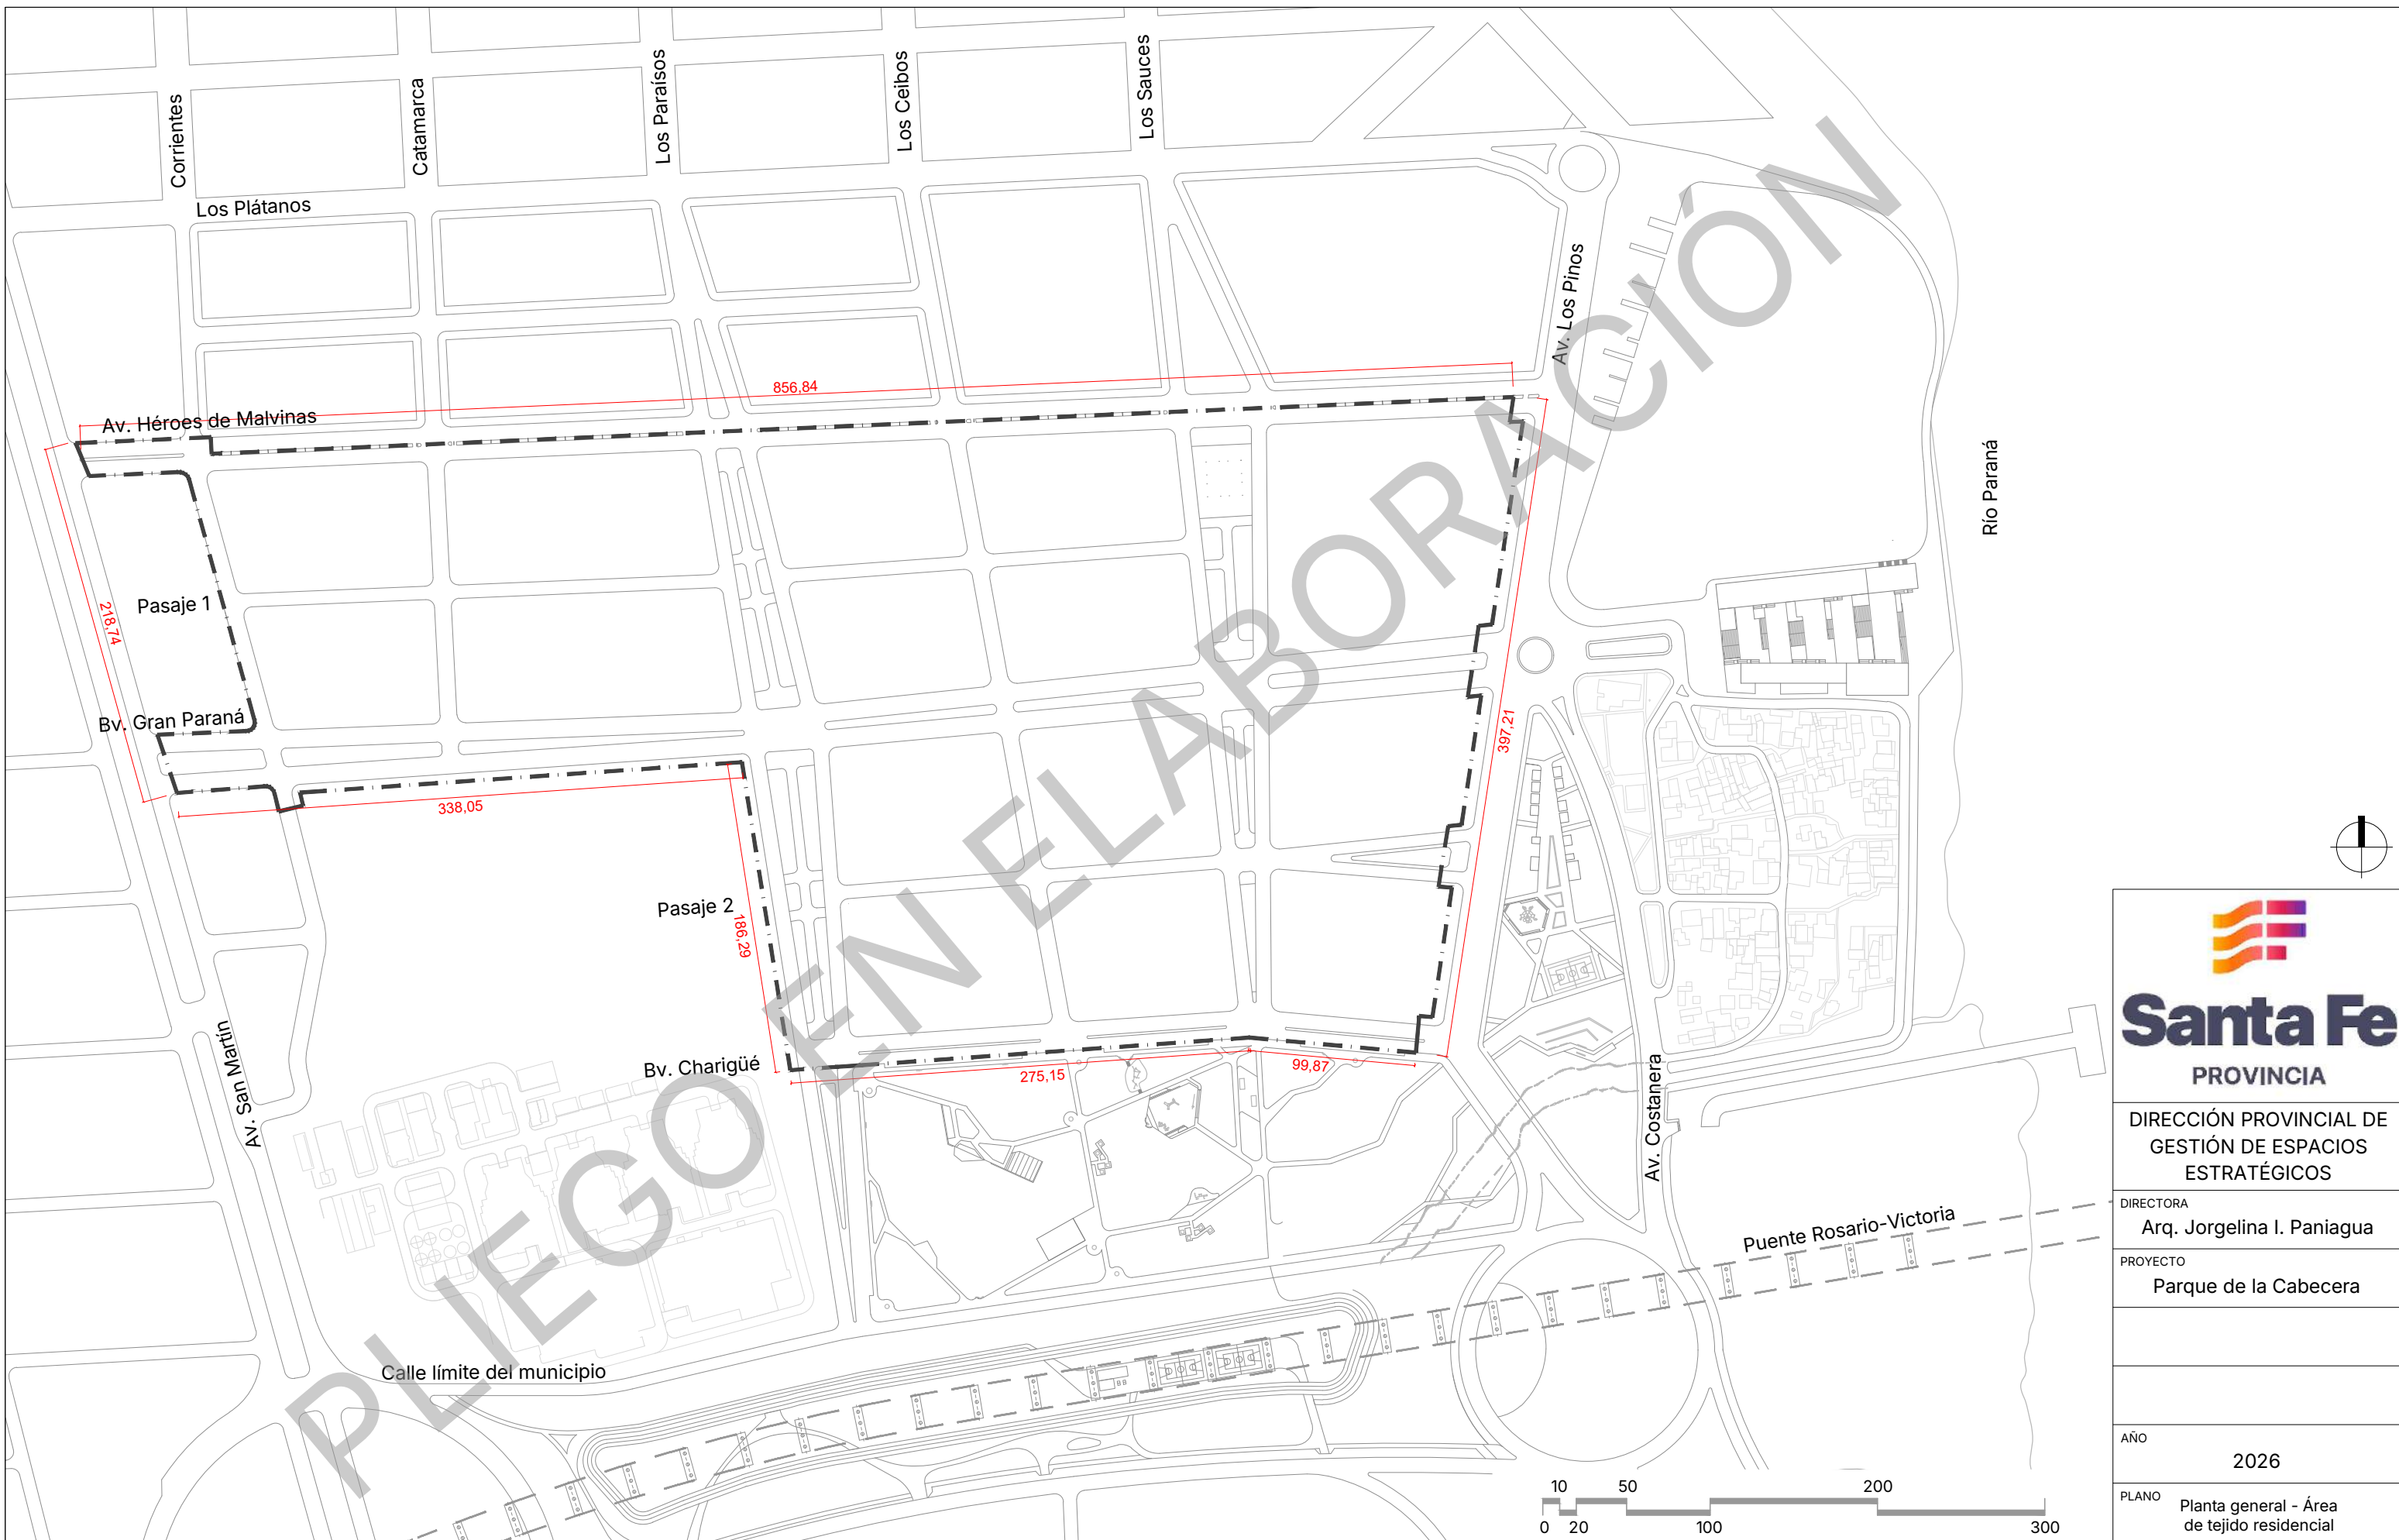 Corrientes
Catamarca
Los Paraísos
Los Ceibos
Los Sauces
Los Plátanos
Av. Los Pinos
856,84
Av. Héroes de Malvinas
Río Paraná
218,74
Pasaje 1
Bv. Gran Paraná
397,21
338,05
Pasaje 2
186,29
Av. San Martín
Bv. Charigüé
275,15
99,87
Av. Costanera
Puente Rosario-Victoria
Calle límite del municipio
PLIEGO EN ELABORACIÓN
10 50 200
0 20 100 300
Santa Fe
PROVINCIA
DIRECCIÓN PROVINCIAL DE
GESTIÓN DE ESPACIOS
ESTRATÉGICOS
DIRECTORA
Arq. Jorgelina I. Paniagua
PROYECTO
Parque de la Cabecera
AÑO
2026
PLANO
Planta general - Área
de tejido residencial